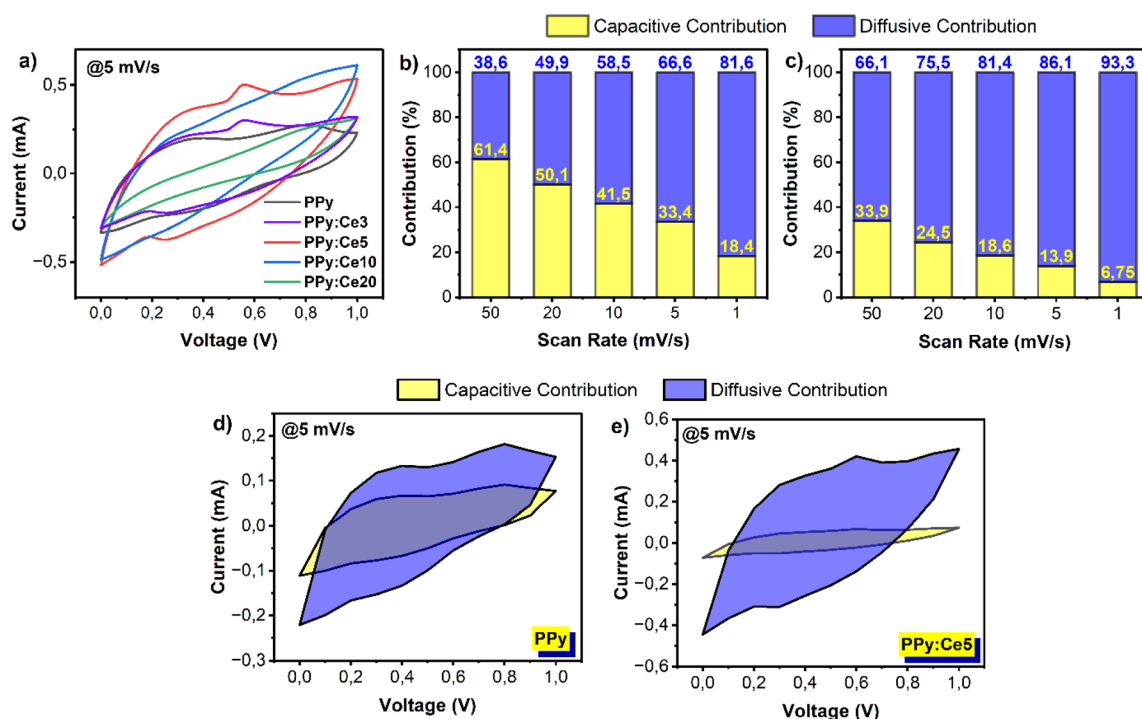 Capacitive Contribution Diffusive Contribution
a)
@5 mV/s
Current (mA)
0,5
0,0
−0,5
PPy
PPy:Ce3
PPy:Ce5
PPy:Ce10
PPy:Ce20
0,0 0,2 0,4 0,6 0,8 1,0
Voltage (V)
b)
38,6 49,9 58,5 66,6 81,6
Contribution (%)
100
80
60
40
20
0
61,4
50,1
41,5
33,4
18,4
50 20 10 5 1
Scan Rate (mV/s)
c)
66,1 75,5 81,4 86,1 93,3
Contribution (%)
100
80
60
40
20
0
33,9
24,5
18,6
13,9
6,75
50 20 10 5 1
Scan Rate (mV/s)
Capacitive Contribution Diffusive Contribution
d)
@5 mV/s
Current (mA)
0,2
0,1
0,0
−0,1
−0,2
−0,3
PPy
0,0 0,2 0,4 0,6 0,8 1,0
Voltage (V)
e)
@5 mV/s
Current (mA)
0,6
0,4
0,2
0,0
−0,2
−0,4
−0,6
PPy:Ce5
0,0 0,2 0,4 0,6 0,8 1,0
Voltage (V)